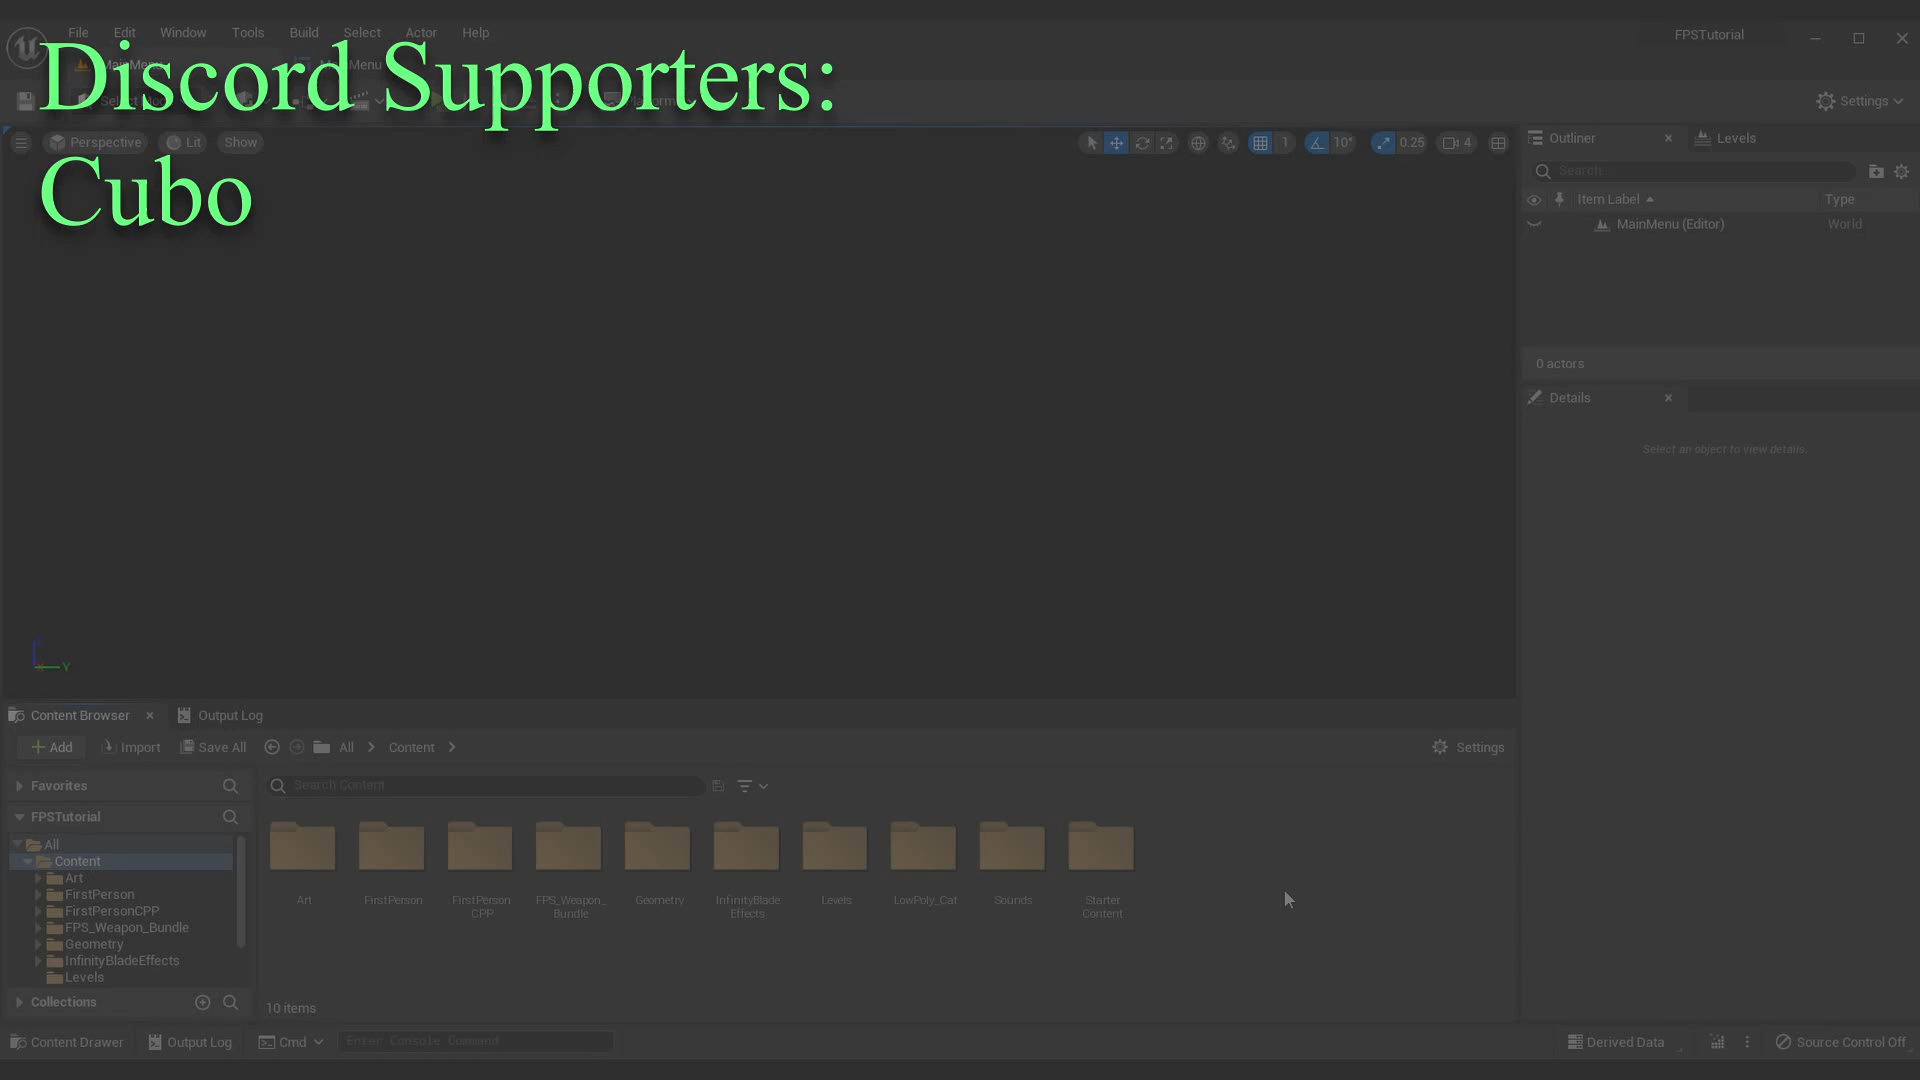 File Edit Window Tools Build Select Actor Help
FPSTutorial
Discord Supporters:
Cubo
Settings
Perspective Lit Show
1 10° 0.25 4
Outliner Levels
Search...
Item Label Type
MainMenu (Editor) World
0 actors
Details
Select an object to view details.
Y
Content Browser Output Log
Add Import Save All All Content Settings
Favorites
Search Content
FPSTutorial
All
Content
Art
FirstPerson
FirstPersonCPP
FPS_Weapon_Bundle
Geometry
InfinityBladeEffects
Levels
Collections
Art FirstPerson FirstPerson CPP FPS_Weapon_ Bundle Geometry InfinityBlade Effects Levels LowPoly_Cat Sounds Starter Content
10 items
Content Drawer Output Log Cmd Enter Console Command Derived Data Source Control Off